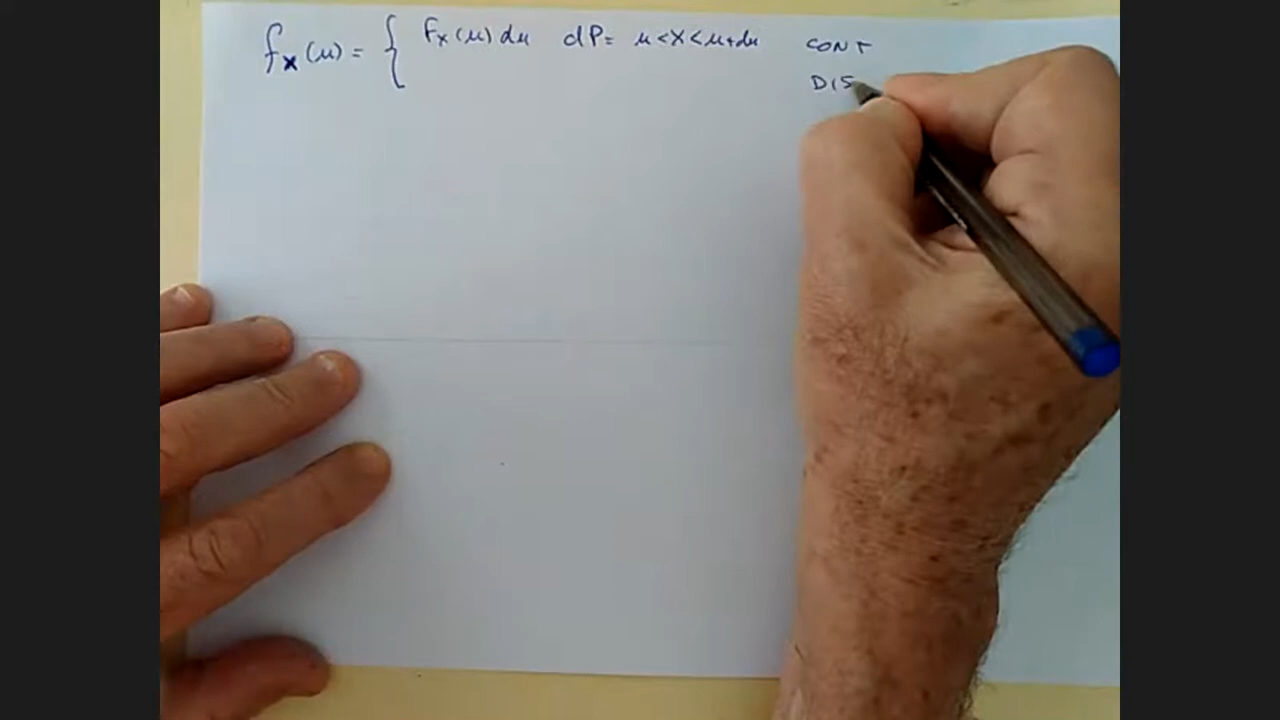 fx(u) = { Fx(u)du dP= u<x<u+du CONT
DIS